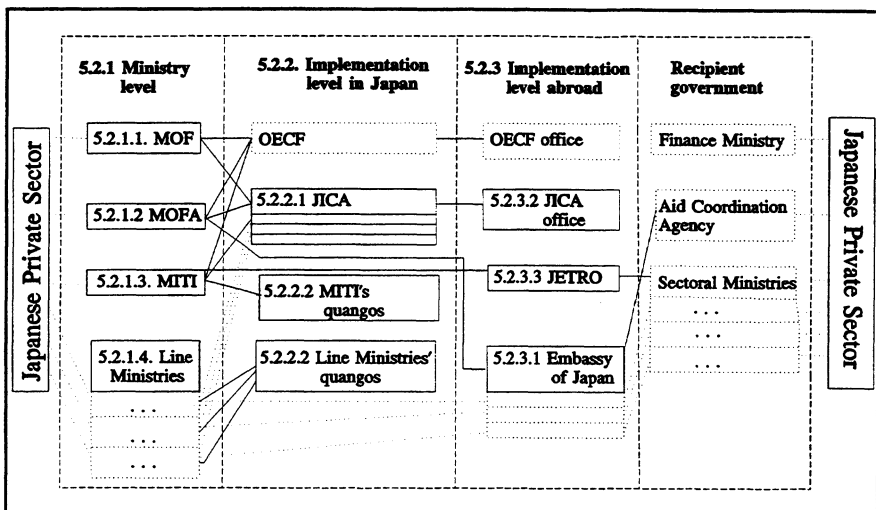 Japanese Private Sector
5.2.1 Ministry
level
5.2.1.1. MOF
5.2.1.2 MOFA
5.2.1.3. MITI
5.2.1.4. Line
Ministries
...
...
...
5.2.2. Implementation
level in Japan
OECF
5.2.2.1 JICA
5.2.2.2 MITI's
quangos
5.2.2.2 Line Ministries'
quangos
5.2.3 Implementation
level abroad
OECF office
5.2.3.2 JICA
office
5.2.3.3 JETRO
5.2.3.1 Embassy
of Japan
Recipient
government
Finance Ministry
Aid Coordination
Agency
Sectoral Ministries
...
...
...
Japanese Private Sector